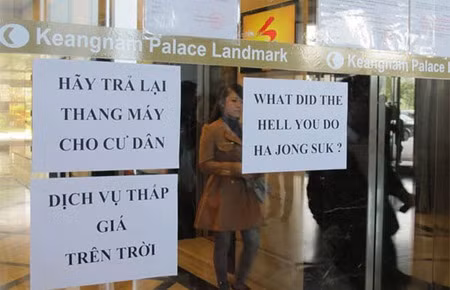 Keangnam Palace Landmark
Keangnam Palace
HÃY TRẢ LẠI
THANG MÁY
CHO CƯ DÂN
WHAT DID THE
HELL YOU DO
HA JONG SUK ?
DỊCH VỤ THẤP
GIÁ
TRÊN TRỜI